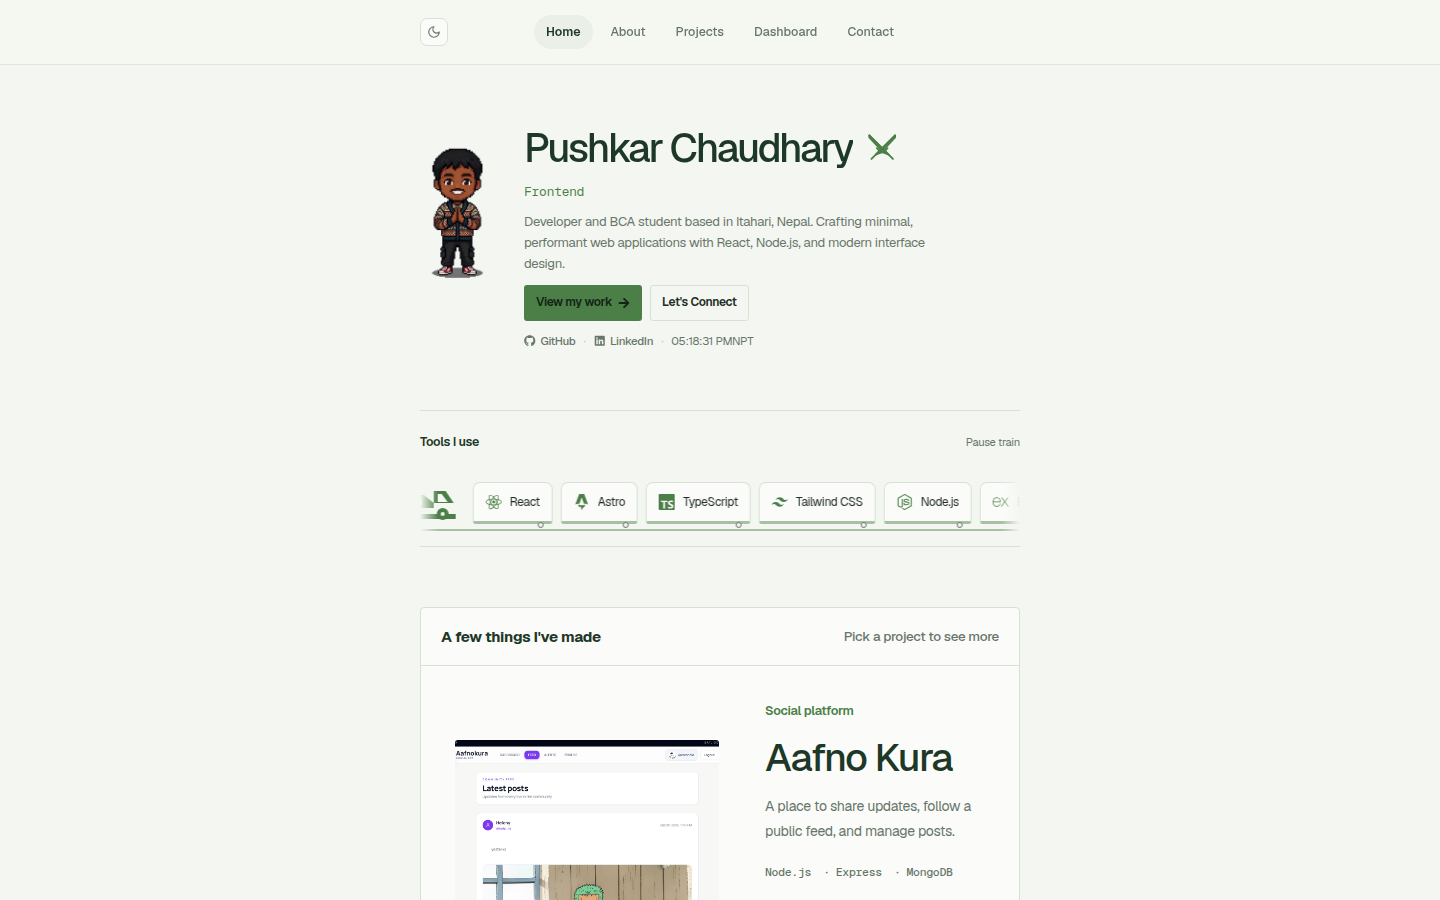 Home About Projects Dashboard Contact
Pushkar Chaudhary
Frontend
Developer and BCA student based in Itahari, Nepal. Crafting minimal,
performant web applications with React, Node.js, and modern interface
design.
View my work → Let's Connect
GitHub · LinkedIn · 05:18:31 PMNPT
Tools I use Pause train
React Astro TS TypeScript Tailwind CSS Node.js ex
A few things I've made Pick a project to see more
Social platform
Aafno Kura
A place to share updates, follow a
public feed, and manage posts.
Node.js · Express · MongoDB
Aafnokura
Latest posts